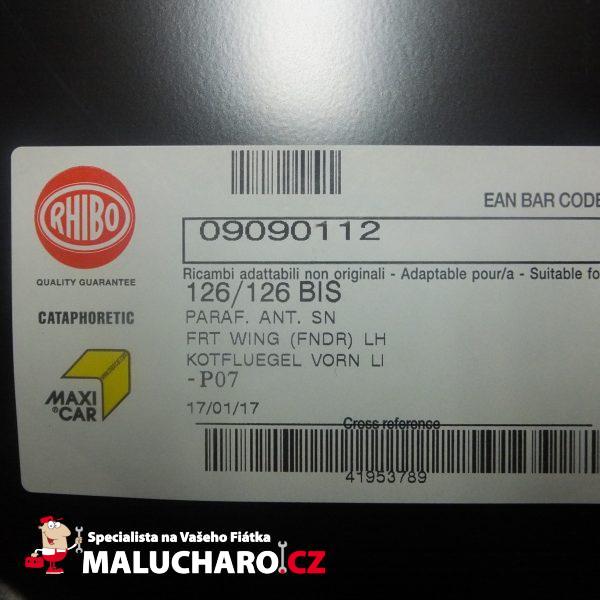 RHIBO
QUALITY GUARANTEE
CATAPHORETIC
MAXI CAR
EAN BAR CODE
09090112
Ricambi adattabili non originali - Adaptable pour/a - Suitable fo
126/126 BIS
PARAF. ANT. SN
FRT WING (FNDR) LH
KOTFLUEGEL VORN LI
-P07
17/01/17
Cross reference
41953789
Specialista na Vašeho Fiátka
MALUCHARO.CZ